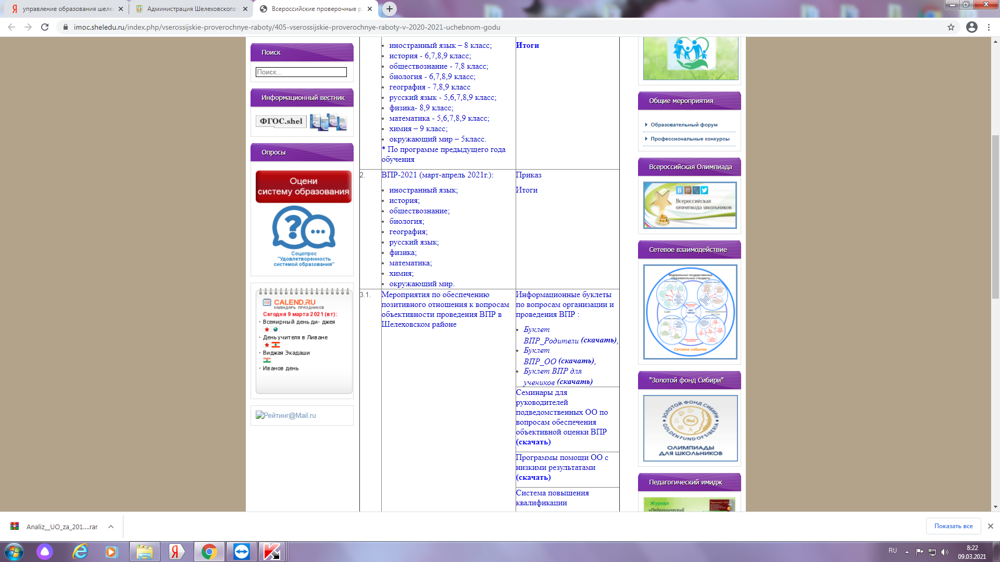 управление образования шелех
Администрация Шелеховского
Всероссийские проверочные р
imoc.sheledu.ru/index.php/vserossijskie-proverochnye-raboty/405-vserossijskie-proverochnye-raboty-v-2020-2021-uchebnom-godu
Поиск
Поиск...
Информационный вестник
ФГОС.shel
Опросы
Оцени
систему образования
Соцопрос
"Удовлетворенность
системой образования"
CALEND.RU
КАЛЕНДАРЬ ПРАЗДНИКОВ
Сегодня 9 марта 2021 (вт):
· Всемирный день ди- джея
· День учителя в Ливане
· Виджая Экадаши
· Иванов день
Рейтинг@Mail.ru
• иностранный язык – 8 класс;
• история - 6,7,8,9 класс;
• обществознание - 7,8 класс;
• биология - 6,7,8,9 класс;
• география - 7,8,9 класс
• русский язык - 5,6,7,8,9 класс;
• физика- 8,9 класс;
• математика - 5,6,7,8,9 класс;
• химия – 9 класс;
• окружающий мир – 5класс.
* По программе предыдущего года
обучения
Итоги
2.
ВПР-2021 (март-апрель 2021г.):
• иностранный язык;
• история;
• обществознание;
• биология;
• география;
• русский язык;
• физика;
• математика;
• химия;
• окружающий мир.
Приказ
Итоги
3.1.
Мероприятия по обеспечению
позитивного отношения к вопросам
объективности проведения ВПР в
Шелеховском районе
Информационные буклеты
по вопросам организации и
проведения ВПР :
• Буклет
ВПР_Родители (скачать),
• Буклет
ВПР_ОО (скачать),
• Буклет ВПР для
учеников (скачать)
Семинары для
руководителей
подведомственных ОО по
вопросам обеспечения
объективной оценки ВПР
(скачать)
Программы помощи ОО с
низкими результатами
(скачать)
Система повышения
квалификации
Общие мероприятия
Образовательный форум
Профессиональные конкурсы
Всероссийская Олимпиада
Всероссийская
олимпиада школьников
Сетевое взаимодействие
Федеральные государственные
образовательные стандарты
Сайт
Сетевое событие
"Золотой фонд Сибири"
ЗОЛОТОЙ ФОНД СИБИРИ
GOLDEN FUND OF SIBERIA
ОЛИМПИАДЫ
ДЛЯ ШКОЛЬНИКОВ
Педагогический имидж
Журнал
«Педагогический
Analiz__UO_za_201....rar
Показать все
RU
8:22
09.03.2021